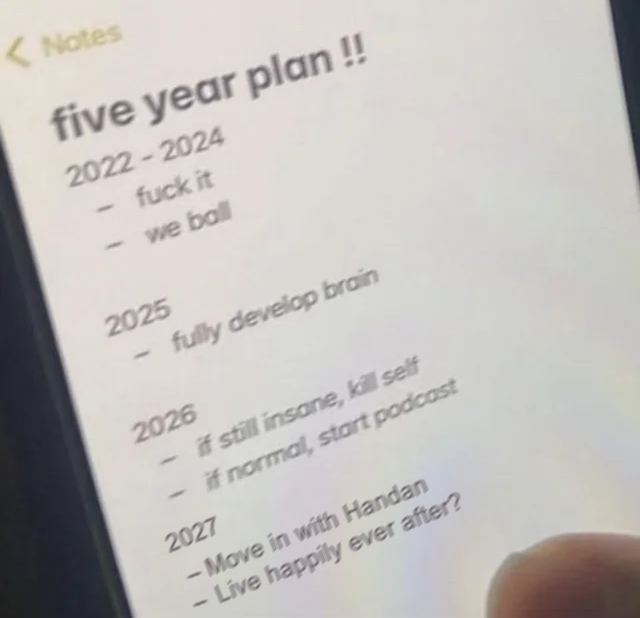 Notes
five year plan !!
2022 - 2024
– fuck it
– we ball
2025
– fully develop brain
2026
– if still insane, kill self
– if normal, start podcast
2027
– Move in with Handan
– Live happily ever after?